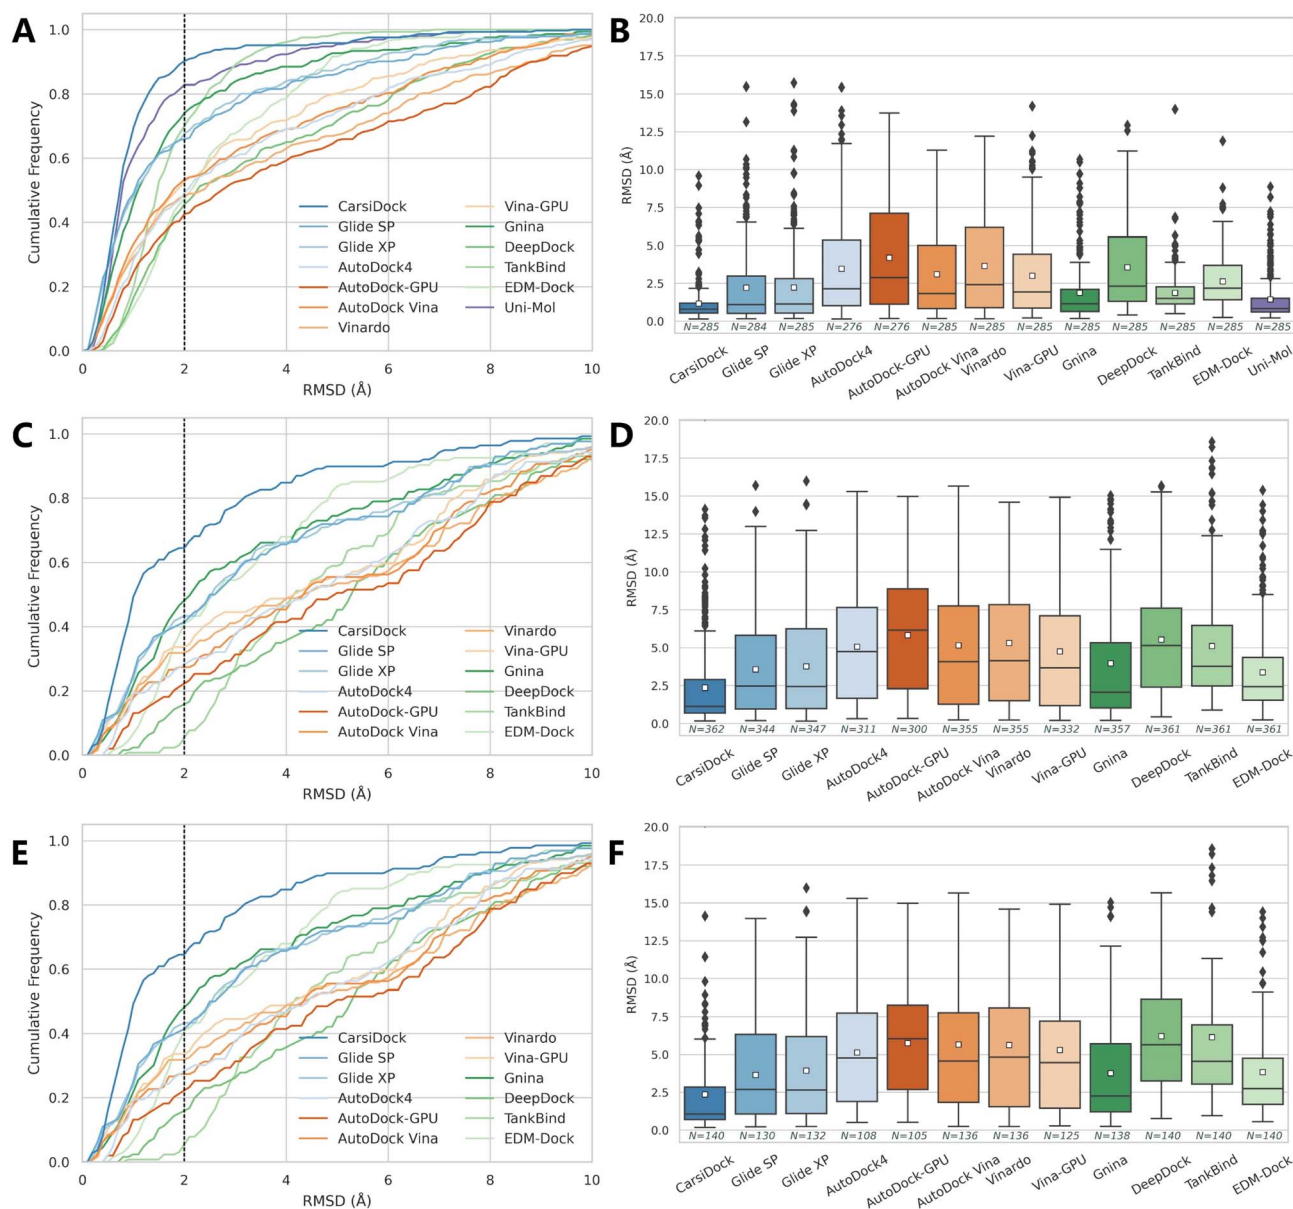 A
1.0
0.8
0.6
0.4
0.2
0.0
Cumulative Frequency
CarsiDock
Glide SP
Glide XP
AutoDock4
AutoDock-GPU
AutoDock Vina
Vinardo
Vina-GPU
Gnina
DeepDock
TankBind
EDM-Dock
Uni-Mol
0 2 4 6 8 10
RMSD (Å)
B
20.0
17.5
15.0
12.5
10.0
7.5
5.0
2.5
0.0
RMSD (Å)
N=285 N=284 N=285 N=276 N=276 N=285 N=285 N=285 N=285 N=285 N=285 N=285 N=285
CarsiDock Glide SP Glide XP AutoDock4 AutoDock-GPU AutoDock Vina Vinardo Vina-GPU Gnina DeepDock TankBind EDM-Dock Uni-Mol
C
1.0
0.8
0.6
0.4
0.2
0.0
Cumulative Frequency
CarsiDock
Glide SP
Glide XP
AutoDock4
AutoDock-GPU
AutoDock Vina
Vinardo
Vina-GPU
Gnina
DeepDock
TankBind
EDM-Dock
0 2 4 6 8 10
RMSD (Å)
D
20.0
17.5
15.0
12.5
10.0
7.5
5.0
2.5
0.0
RMSD (Å)
N=362 N=344 N=347 N=311 N=300 N=355 N=355 N=332 N=357 N=361 N=361 N=361
CarsiDock Glide SP Glide XP AutoDock4 AutoDock-GPU AutoDock Vina Vinardo Vina-GPU Gnina DeepDock TankBind EDM-Dock
E
1.0
0.8
0.6
0.4
0.2
0.0
Cumulative Frequency
CarsiDock
Glide SP
Glide XP
AutoDock4
AutoDock-GPU
AutoDock Vina
Vinardo
Vina-GPU
Gnina
DeepDock
TankBind
EDM-Dock
0 2 4 6 8 10
RMSD (Å)
F
20.0
17.5
15.0
12.5
10.0
7.5
5.0
2.5
0.0
RMSD (Å)
N=140 N=130 N=132 N=108 N=105 N=136 N=136 N=125 N=138 N=140 N=140 N=140
CarsiDock Glide SP Glide XP AutoDock4 AutoDock-GPU AutoDock Vina Vinardo Vina-GPU Gnina DeepDock TankBind EDM-Dock